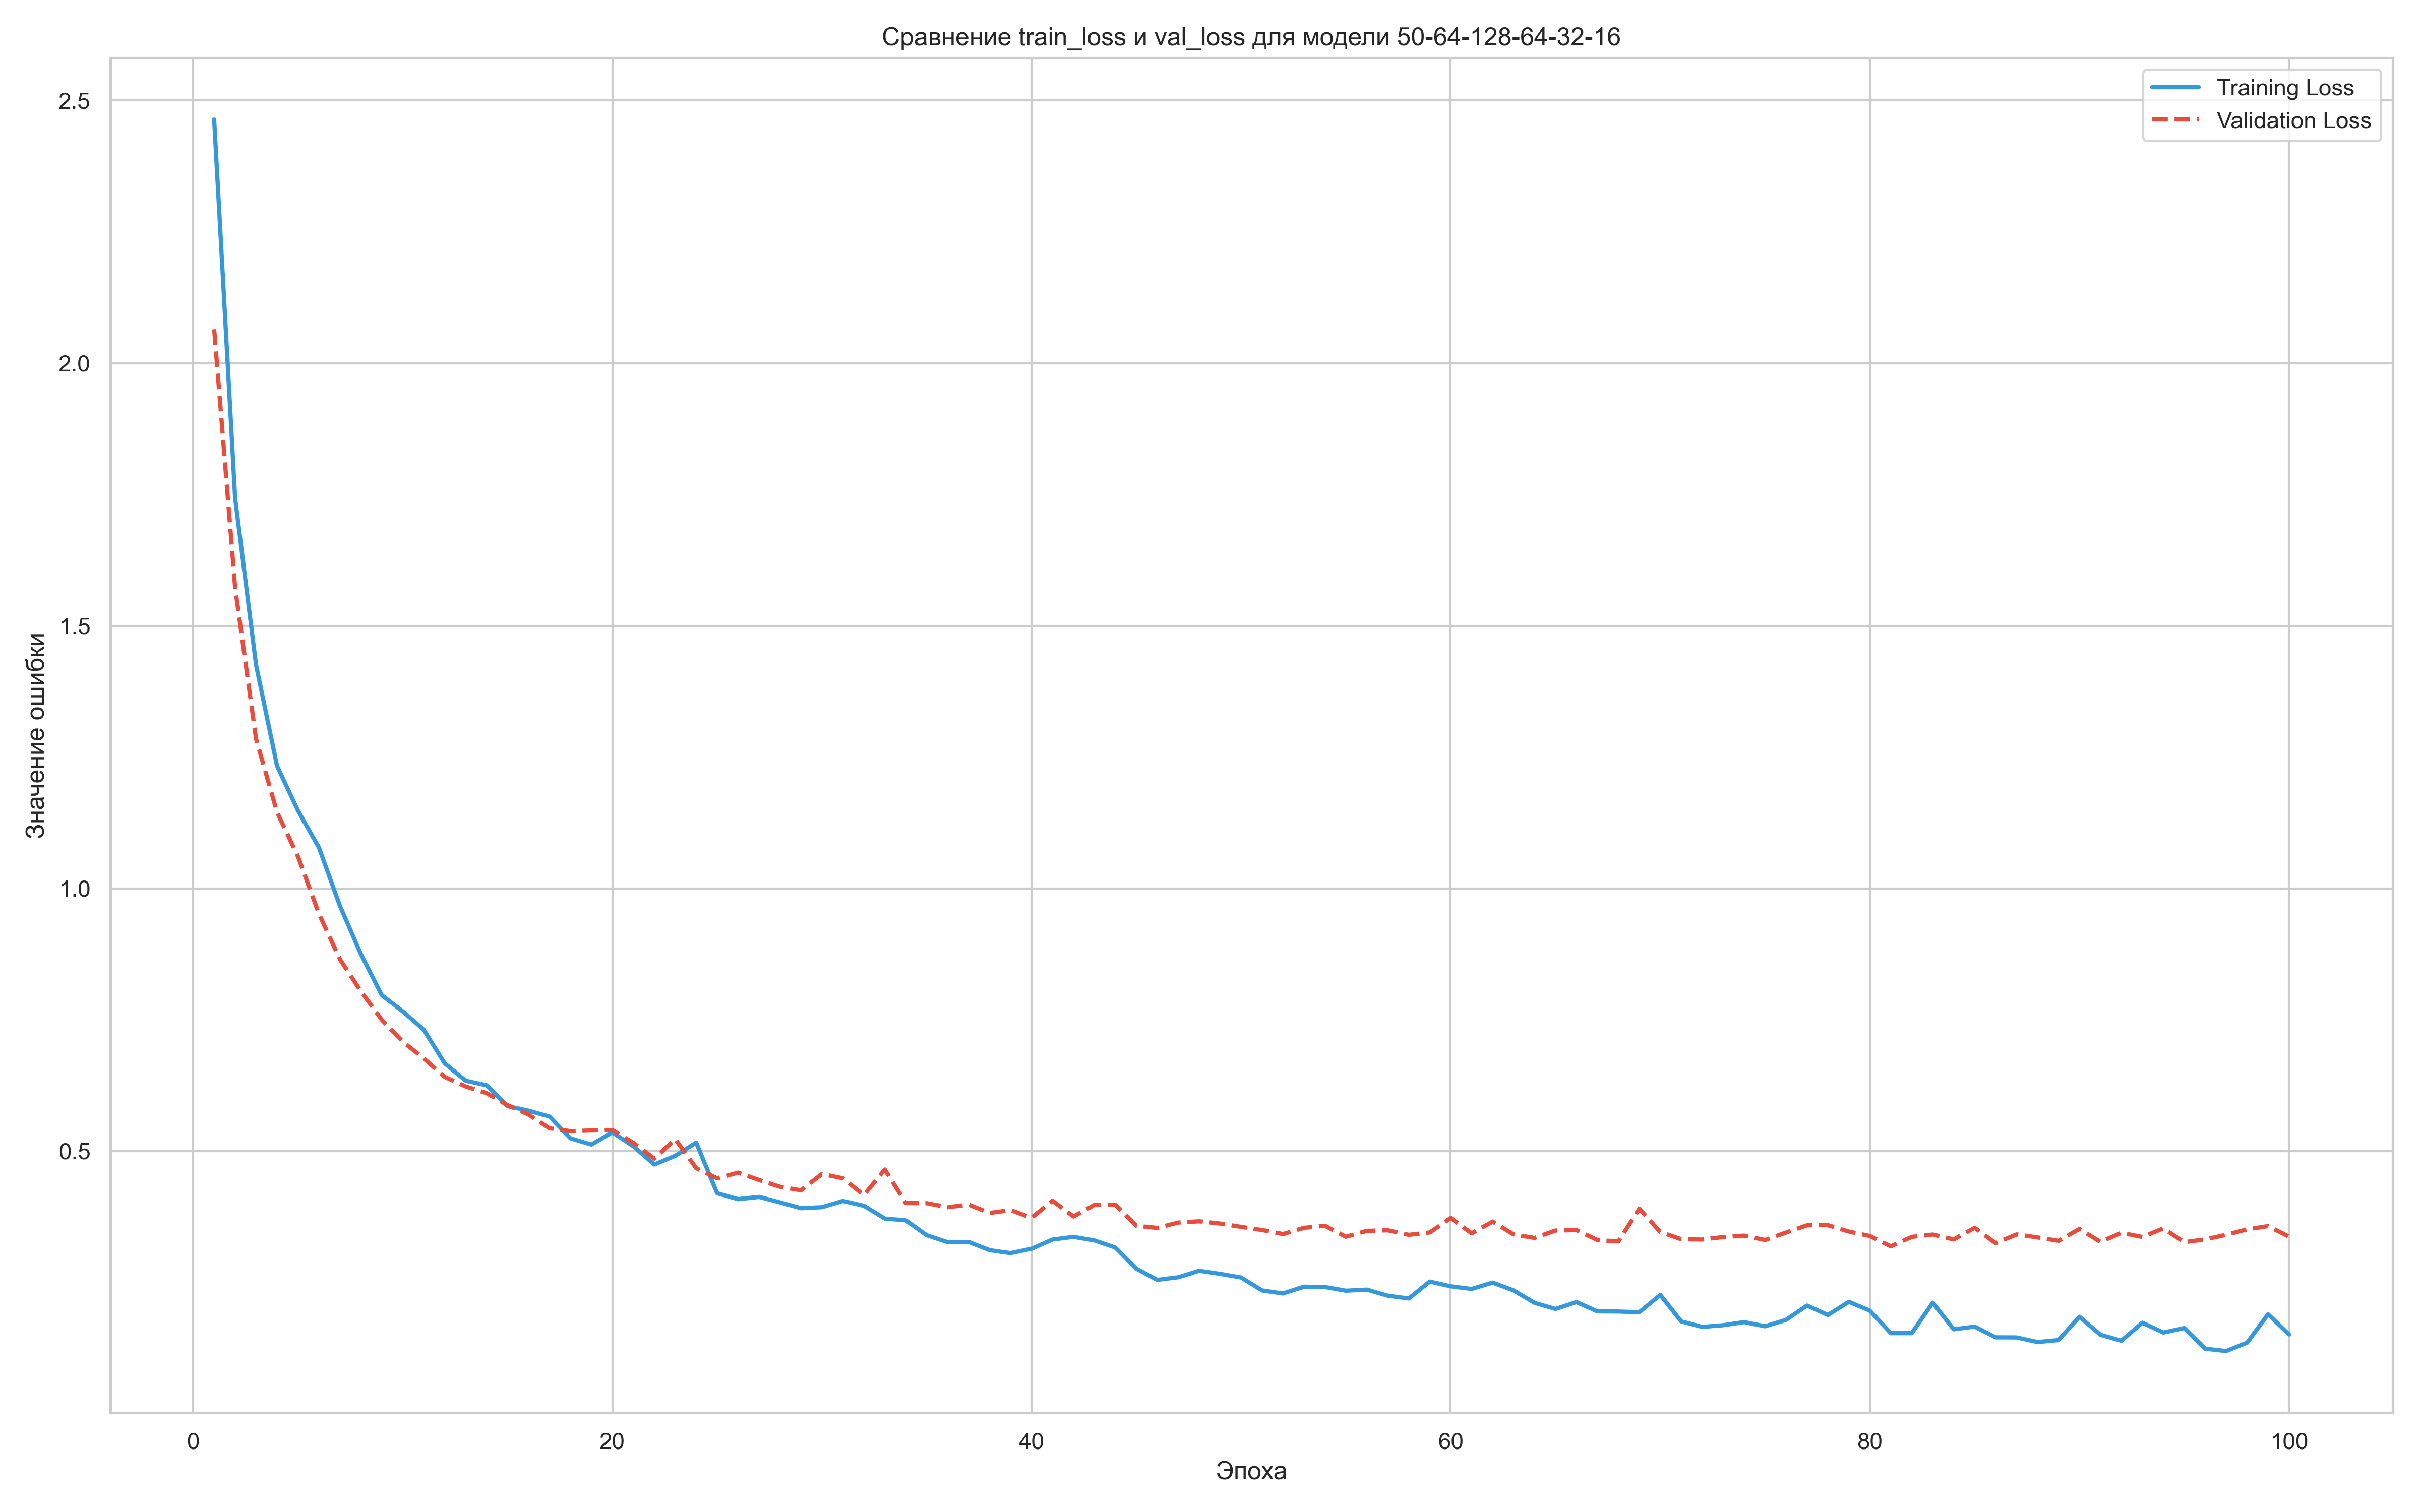 Сравнение train_loss и val_loss для модели 50-64-128-64-32-16
Training Loss
Validation Loss
2.5
2.0
1.5
1.0
0.5
Значение ошибки
0
20
40
60
80
100
Эпоха